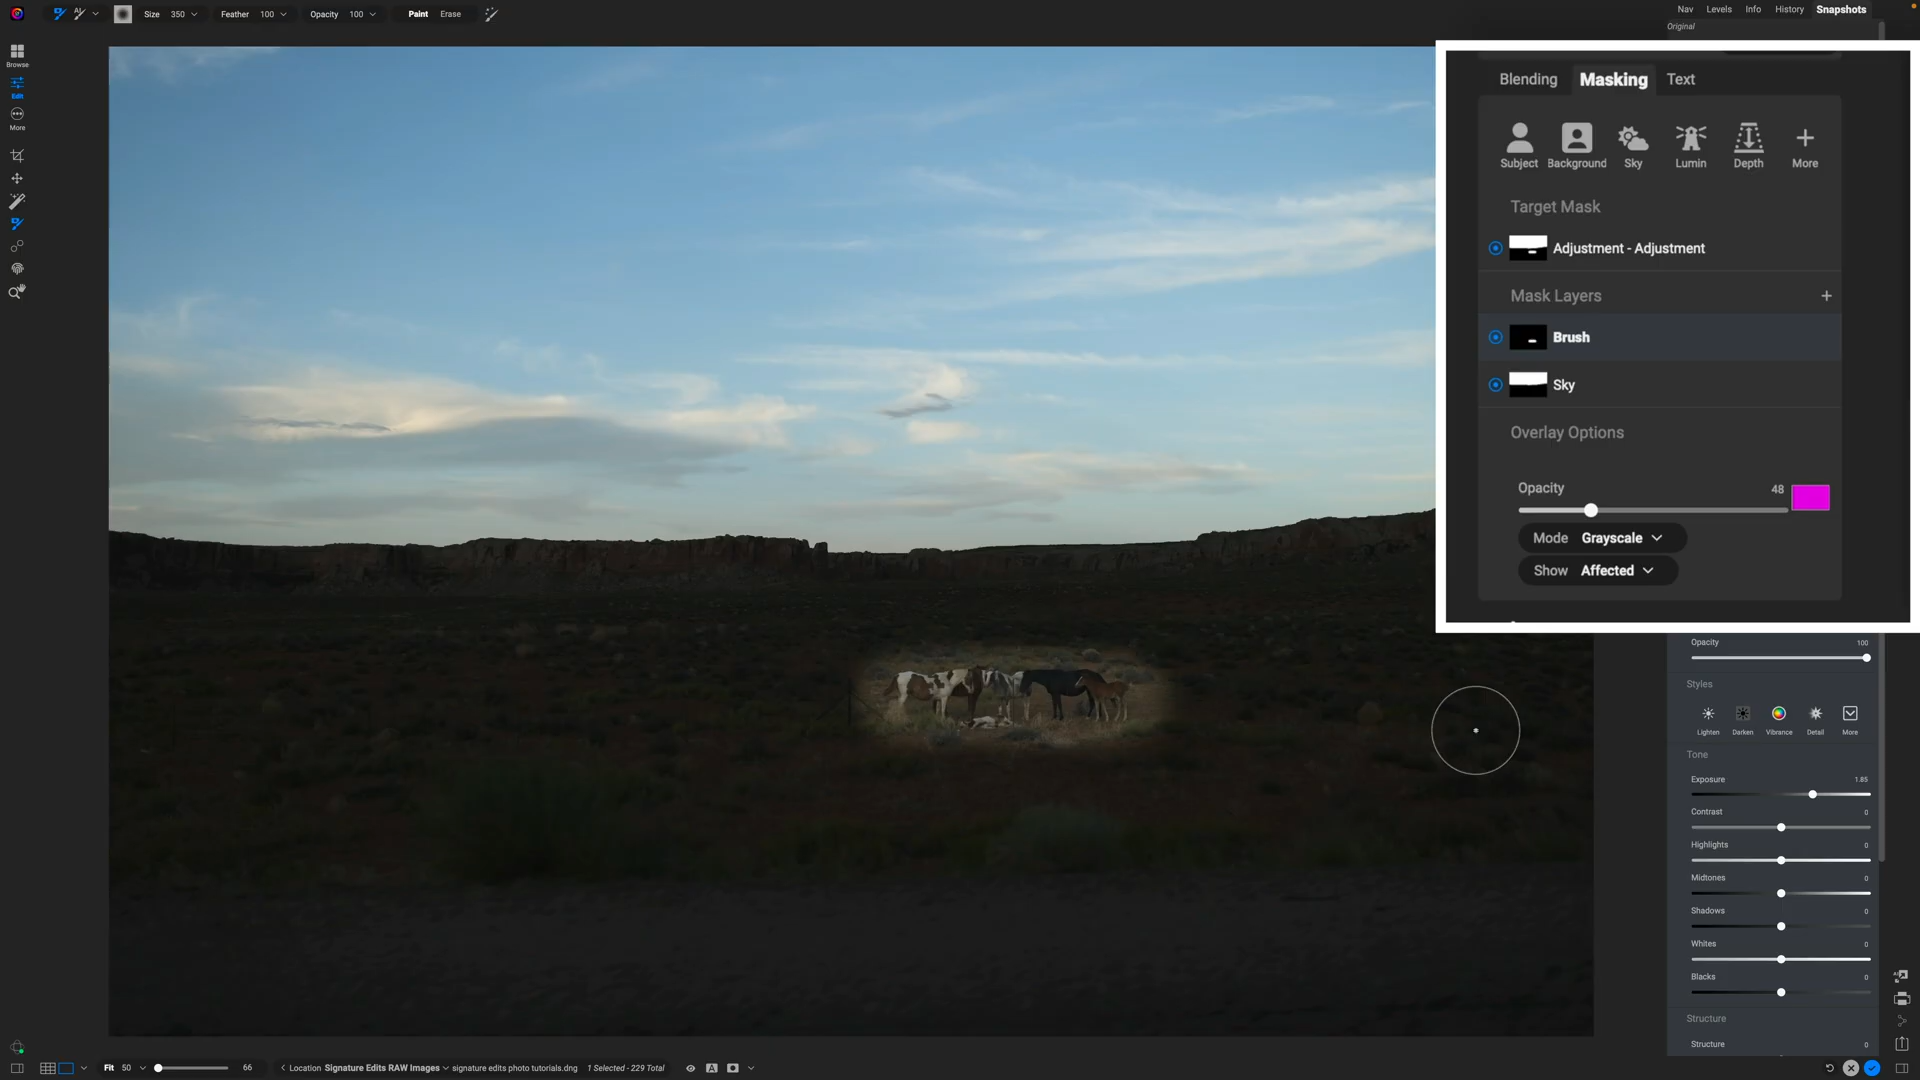 Size 350 Feather 100 Opacity 100 Paint Erase
Nav Levels Info History Snapshots
Original
Browse
Edit
More
Blending Masking Text
Subject Background Sky Lumin Depth More
Target Mask
Adjustment - Adjustment
Mask Layers
Brush
Sky
Overlay Options
Opacity 48
Mode Grayscale
Show Affected
Opacity 100
Styles
Lighten Darken Vibrance Detail More
Tone
Exposure 1.85
Contrast 0
Highlights 0
Midtones 0
Shadows 0
Whites 0
Blacks 0
Structure
Structure 0
Fit 50 66 Location Signature Edits RAW Images signature edits photo tutorials.dng 1 Selected - 229 Total